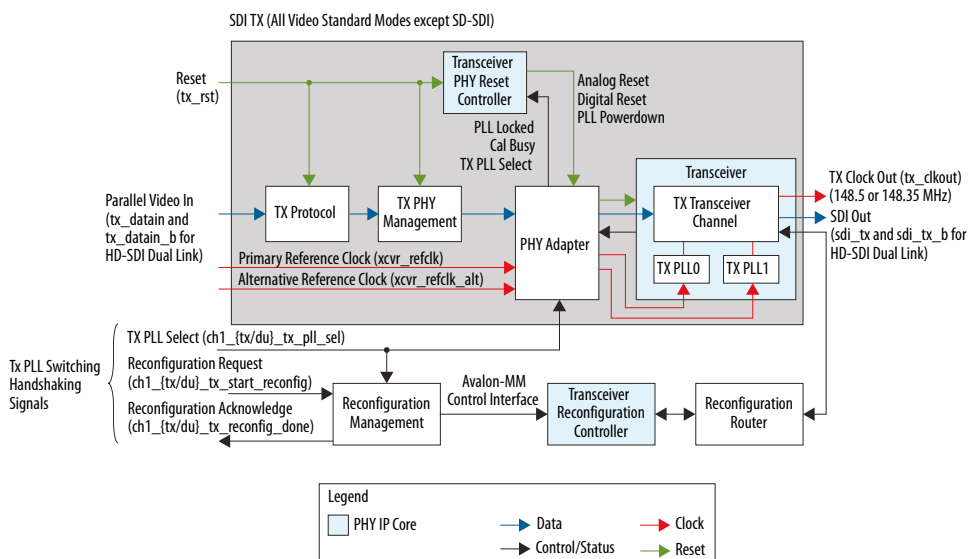 SDI TX (All Video Standard Modes except SD-SDI)
Reset
(tx_rst)
Transceiver
PHY Reset
Controller
Analog Reset
Digital Reset
PLL Powerdown
PLL Locked
Cal Busy
TX PLL Select
Parallel Video In
(tx_datain and
tx_datain_b for
HD-SDI Dual Link)
TX Protocol
TX PHY
Management
PHY Adapter
Transceiver
TX Transceiver
Channel
TX PLL0
TX PLL1
TX Clock Out (tx_clkout)
(148.5 or 148.35 MHz)
SDI Out
(sdi_tx and sdi_tx_b for
HD-SDI Dual Link)
Primary Reference Clock (xcvr_refclk)
Alternative Reference Clock (xcvr_refclk_alt)
Tx PLL Switching
Handshaking
Signals
TX PLL Select (ch1_{tx/du}_tx_pll_sel)
Reconfiguration Request
(ch1_{tx/du}_tx_start_reconfig)
Reconfiguration Acknowledge
(ch1_{tx/du}_tx_reconfig_done)
Reconfiguration
Management
Avalon-MM
Control Interface
Transceiver
Reconfiguration
Controller
Reconfiguration
Router
Legend
PHY IP Core
Data
Control/Status
Clock
Reset